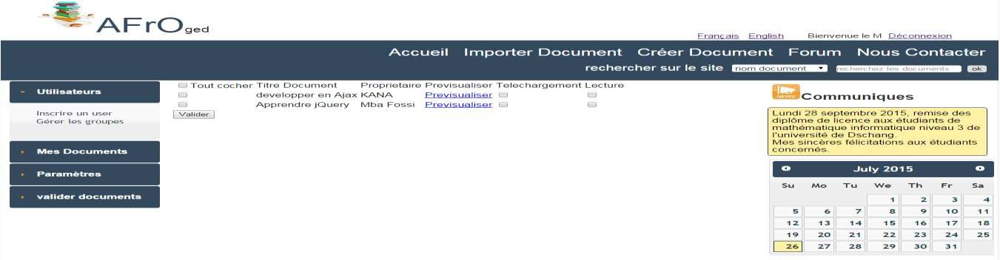 AFrOged
Français English Bienvenue le M Déconnexion
Accueil Importer Document Créer Document Forum Nous Contacter
rechercher sur le site nom document recherchez les documents ok
Utilisateurs
Inscrire un user
Gérer les groupes
Mes Documents
Paramètres
valider documents
Tout cocher Titre Document Proprietaire Previsualiser Telechargement Lecture
developper en Ajax KANA Previsualiser
Apprendre jQuery Mba Fossi Previsualiser
Valider
NEWS Communiques
Lundi 28 septembre 2015, remise des
diplôme de licence aux étudiants de
mathématique informatique niveau 3 de
l'université de Dschang.
Mes sincères félicitations aux étudiants
concernés.
July 2015
Su Mo Tu We Th Fr Sa
1 2 3 4
5 6 7 8 9 10 11
12 13 14 15 16 17 18
19 20 21 22 23 24 25
26 27 28 29 30 31